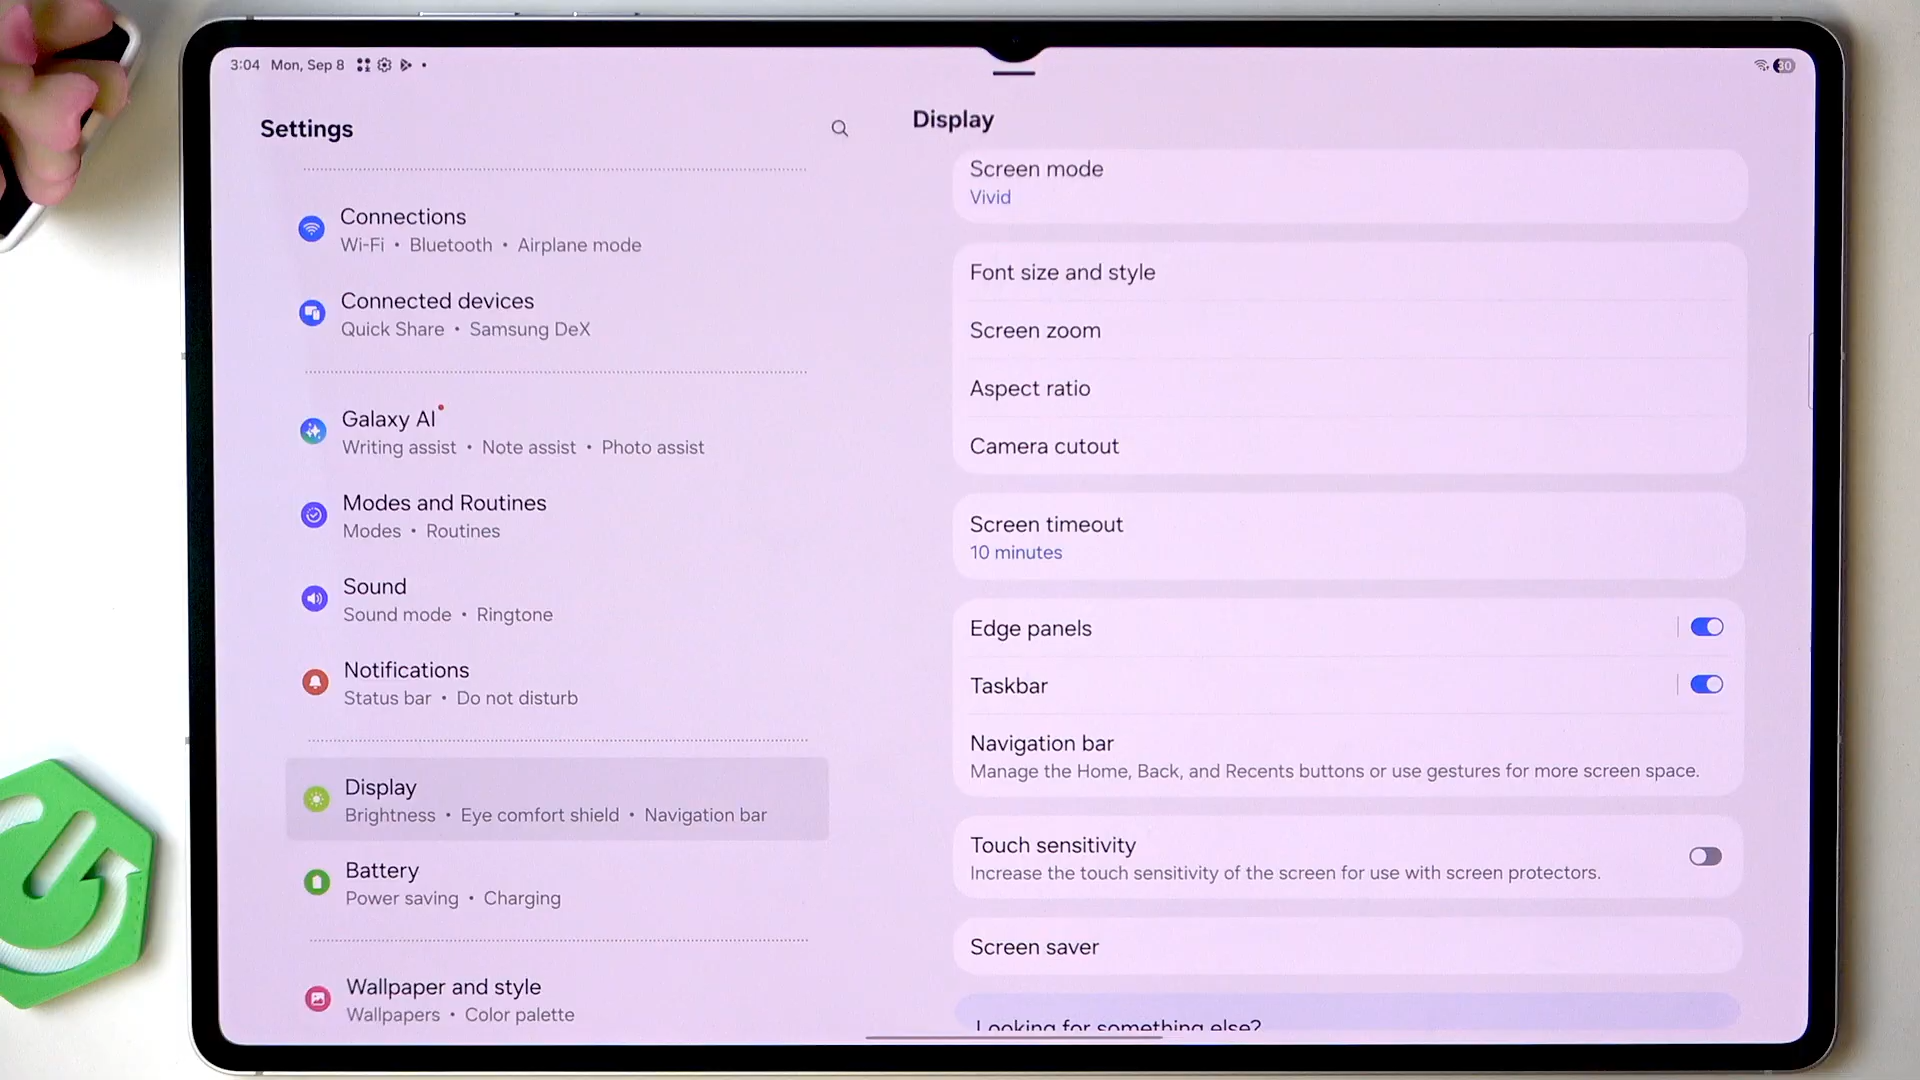 3:04 Mon, Sep 8
30
Settings
Connections
Wi-Fi • Bluetooth • Airplane mode
Connected devices
Quick Share • Samsung DeX
Galaxy AI
Writing assist • Note assist • Photo assist
Modes and Routines
Modes • Routines
Sound
Sound mode • Ringtone
Notifications
Status bar • Do not disturb
Display
Brightness • Eye comfort shield • Navigation bar
Battery
Power saving • Charging
Wallpaper and style
Wallpapers • Color palette
Display
Screen mode
Vivid
Font size and style
Screen zoom
Aspect ratio
Camera cutout
Screen timeout
10 minutes
Edge panels
Taskbar
Navigation bar
Manage the Home, Back, and Recents buttons or use gestures for more screen space.
Touch sensitivity
Increase the touch sensitivity of the screen for use with screen protectors.
Screen saver
Looking for something else?